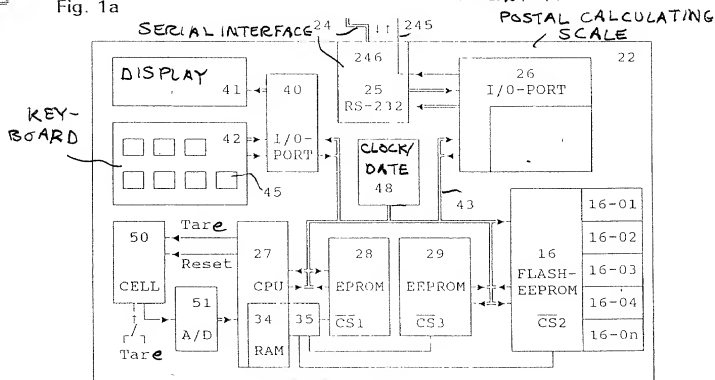 Fig. 1a
POSTAL CALCULATING
SCALE
SERIAL INTERFACE 24 245
22
DISPLAY
41
40
I/O-
PORT
246
25
RS-232
26
I/O-PORT
KEY-
BOARD
42
45
CLOCK/
DATE
48
43
50
CELL
Tare
Reset
27
CPU
28
EPROM
CS1
29
EEPROM
CS3
16
FLASH-
EEPROM
CS2
16-01
16-02
16-03
16-04
16-0n
51
A/D
34
RAM
35
Tare